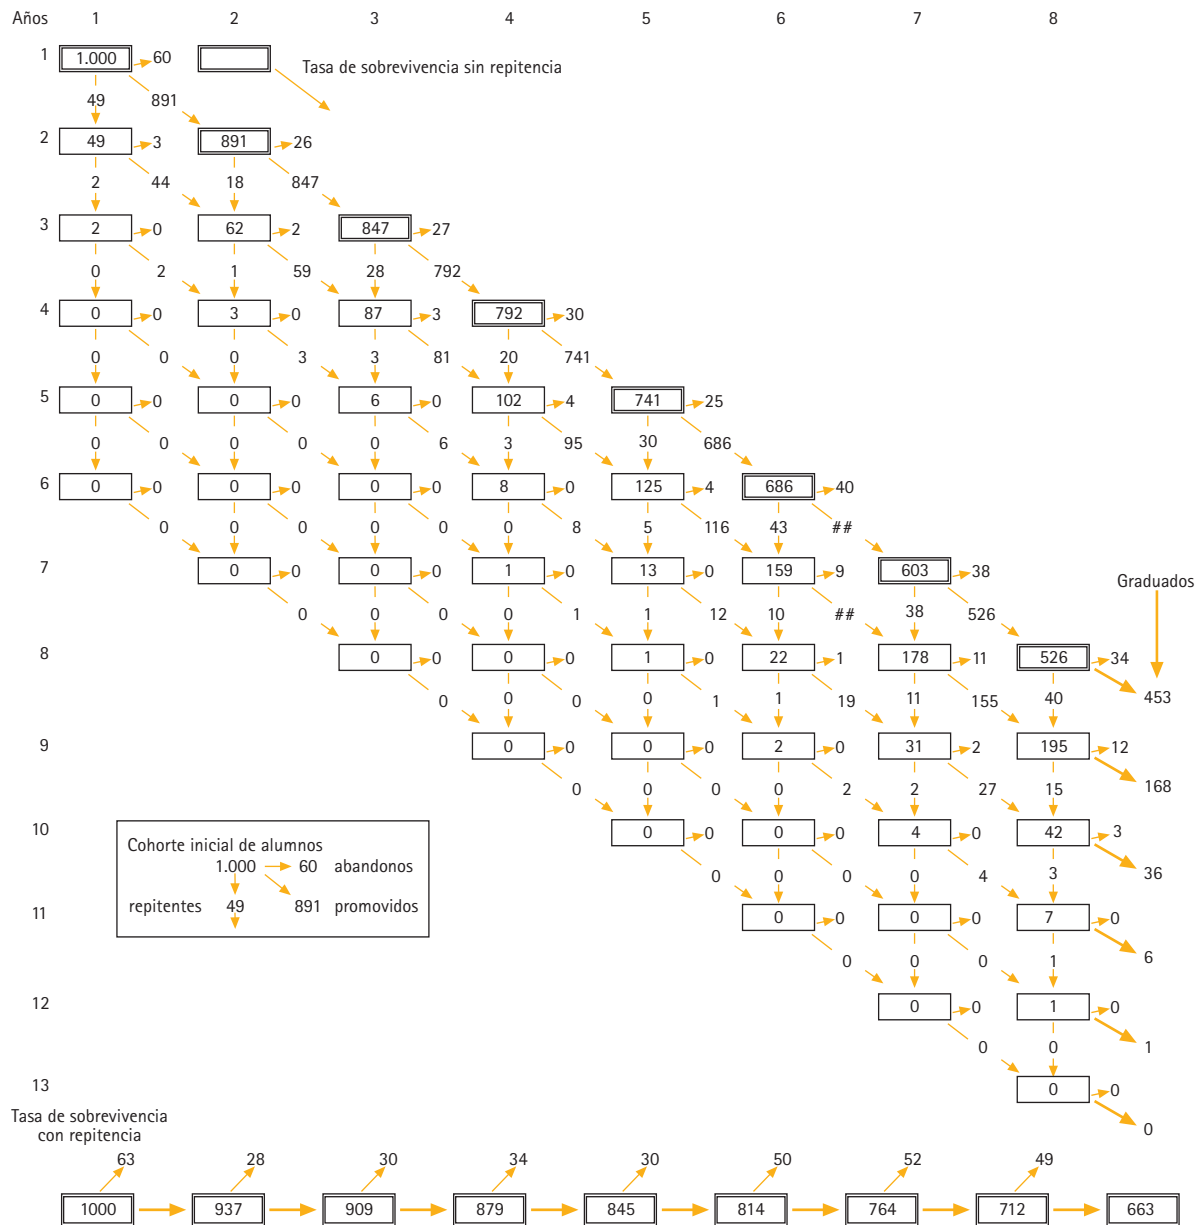 Años 1 2 3 4 5 6 7 8
1 1.000 60
Tasa de sobrevivencia sin repitencia
49 891
2 49 3 891 26
2 44 18 847
3 2 0 62 2 847 27
0 2 1 59 28 792
4 0 0 3 0 87 3 792 30
0 0 0 3 3 81 20 741
5 0 0 0 0 6 0 102 4 741 25
0 0 0 0 0 6 3 95 30 686
6 0 0 0 0 0 0 8 0 125 4 686 40
0 0 0 0 0 0 8 5 116 43 ##
7 0 0 0 0 1 0 13 0 159 9 603 38
Graduados
0 0 0 0 1 1 12 10 ## 38 526
8 0 0 0 0 1 0 22 1 178 11 526 34
0 0 0 0 1 1 19 11 155 40 453
9 0 0 0 0 2 0 31 2 195 12
0 0 0 0 2 2 27 15 168
10 0 0 0 0 4 0 42 3
0 0 0 0 4 3 36
Cohorte inicial de alumnos
1.000 60 abandonos
repitentes 49 891 promovidos
11 0 0 0 0 7 0
0 0 0 1 6
12 0 0 1 0
0 0 1
13 0 0
0
Tasa de sobrevivencia
con repitencia
63 28 30 34 30 50 52 49
1000 937 909 879 845 814 764 712 663